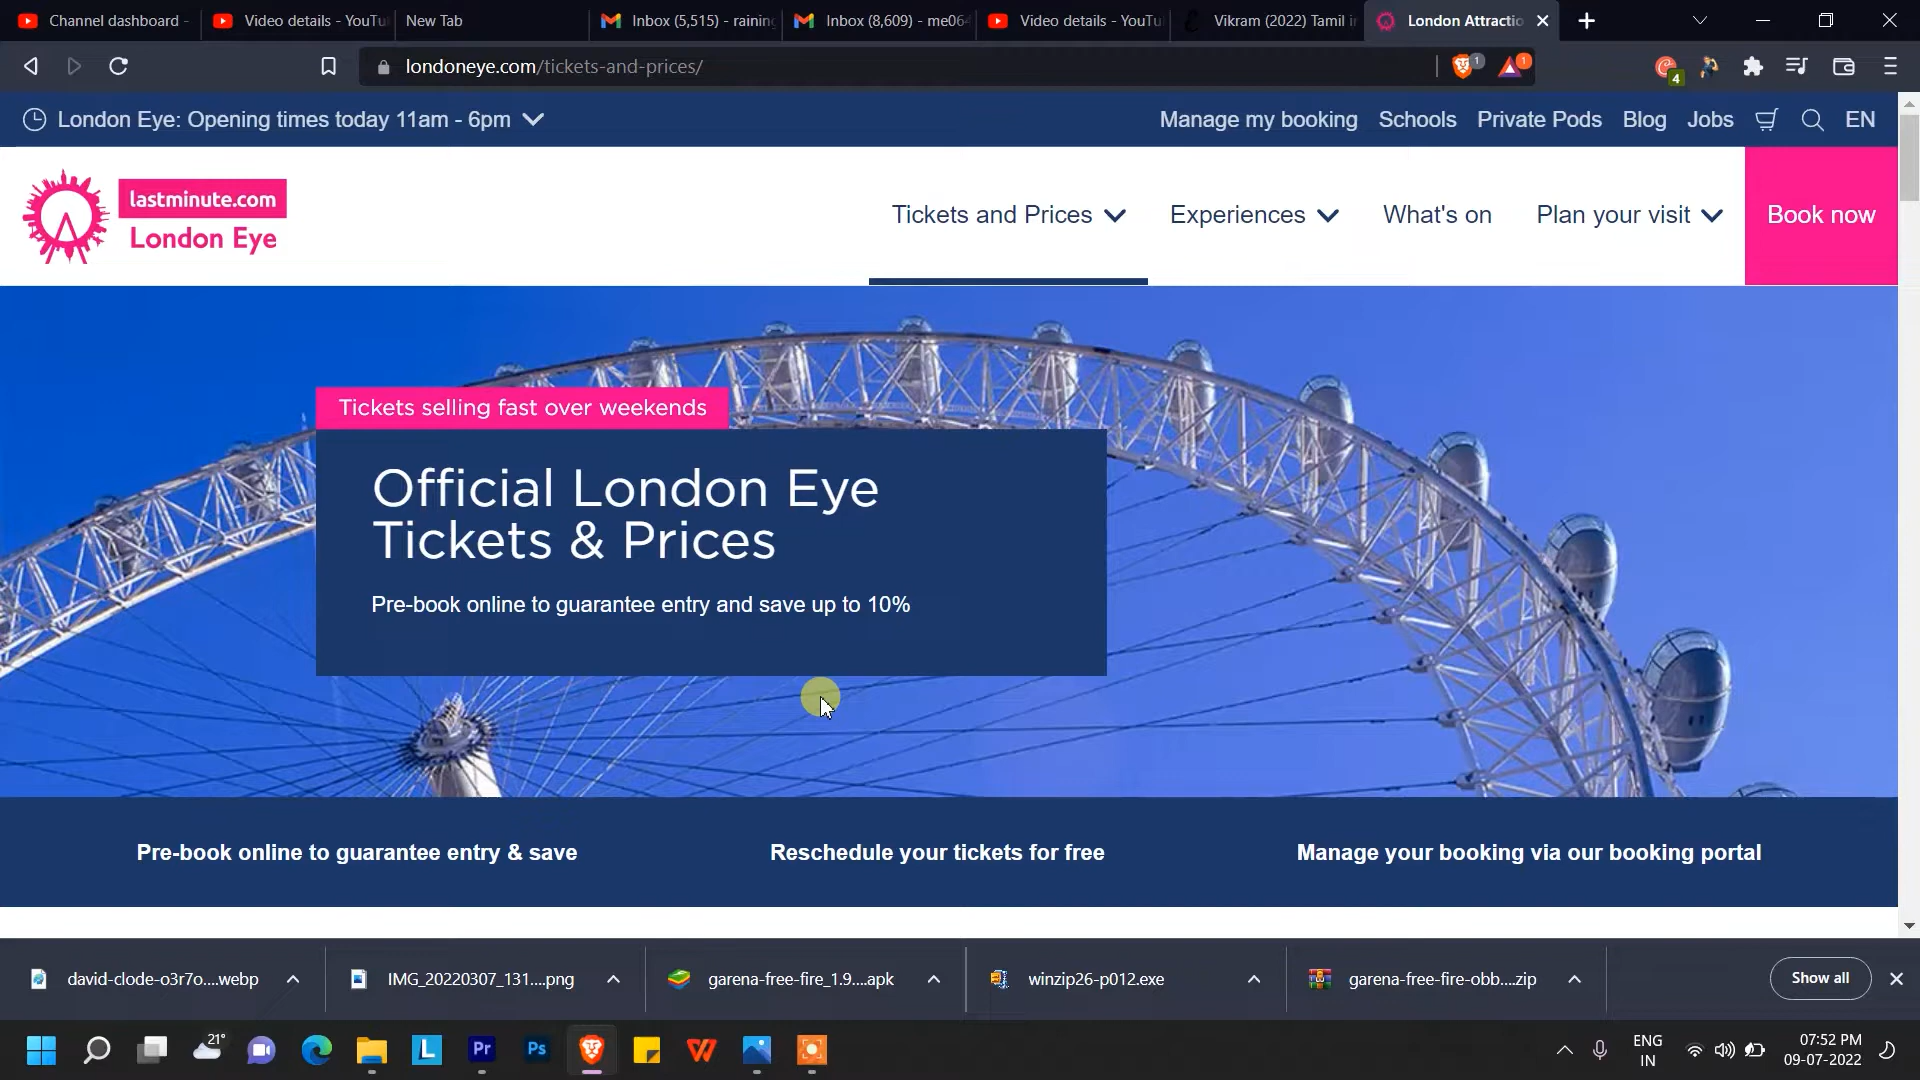 Channel dashboard -
Video details - YouTu
New Tab
Inbox (5,515) - raining
Inbox (8,609) - me064
Video details - YouTu
Vikram (2022) Tamil i
London Attractio
londoneye.com/tickets-and-prices/
1
1
4
London Eye: Opening times today 11am - 6pm
Manage my booking
Schools
Private Pods
Blog
Jobs
EN
lastminute.com
London Eye
Tickets and Prices
Experiences
What's on
Plan your visit
Book now
Tickets selling fast over weekends
Official London Eye
Tickets & Prices
Pre-book online to guarantee entry and save up to 10%
Pre-book online to guarantee entry & save
Reschedule your tickets for free
Manage your booking via our booking portal
david-clode-o3r7o....webp
IMG_20220307_131....png
garena-free-fire_1.9....apk
winzip26-p012.exe
garena-free-fire-obb....zip
Show all
21°
L
Pr
Ps
ENG
IN
07:52 PM
09-07-2022